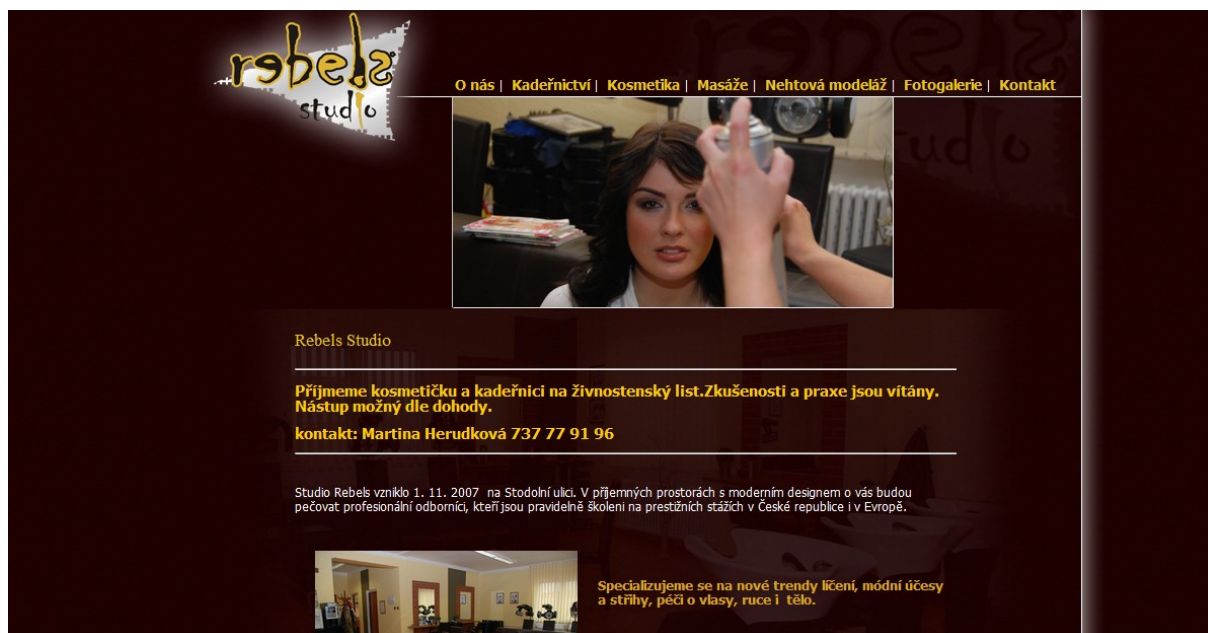 rebels
studio
O nás | Kadeřnictví | Kosmetika | Masáže | Nehtová modeláž | Fotogalerie | Kontakt
Rebels Studio
Příjmeme kosmetičku a kadeřnici na živnostenský list.Zkušenosti a praxe jsou vítány.
Nástup možný dle dohody.
kontakt: Martina Herudková 737 77 91 96
Studio Rebels vzniklo 1. 11. 2007 na Stodolní ulici. V příjemných prostorách s moderním designem o vás budou
pečovat profesionální odborníci, kteří jsou pravidelně školeni na prestižních stážích v České republice i v Evropě.
Specializujeme se na nové trendy líčení, módní účesy
a střihy, péči o vlasy, ruce i tělo.